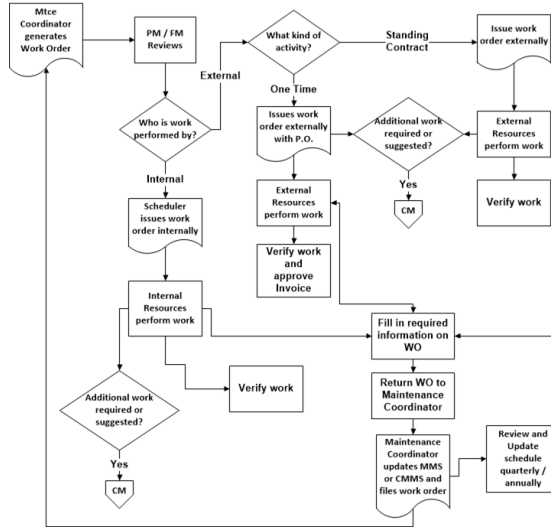 Mtce
Coordinator
generates
Work Order
PM / FM
Reviews
What kind of
activity?
Standing
Contract
Issue work
order externally
External
One Time
Who is work
performed by?
Issues work
order externally
with P.O.
Additional work
required or
suggested?
External
Resources
perform work
Internal
Yes
CM
Verify work
Scheduler
issues work
order internally
External
Resources
perform work
Verify work
and
approve
Invoice
Internal
Resources
perform work
Fill in required
information on
WO
Additional work
required or
suggested?
Verify work
Return WO to
Maintenance
Coordinator
Yes
CM
Maintenance
Coordinator
updates MMS
or CMMS and
files work order
Review and
Update
schedule
quarterly /
annually